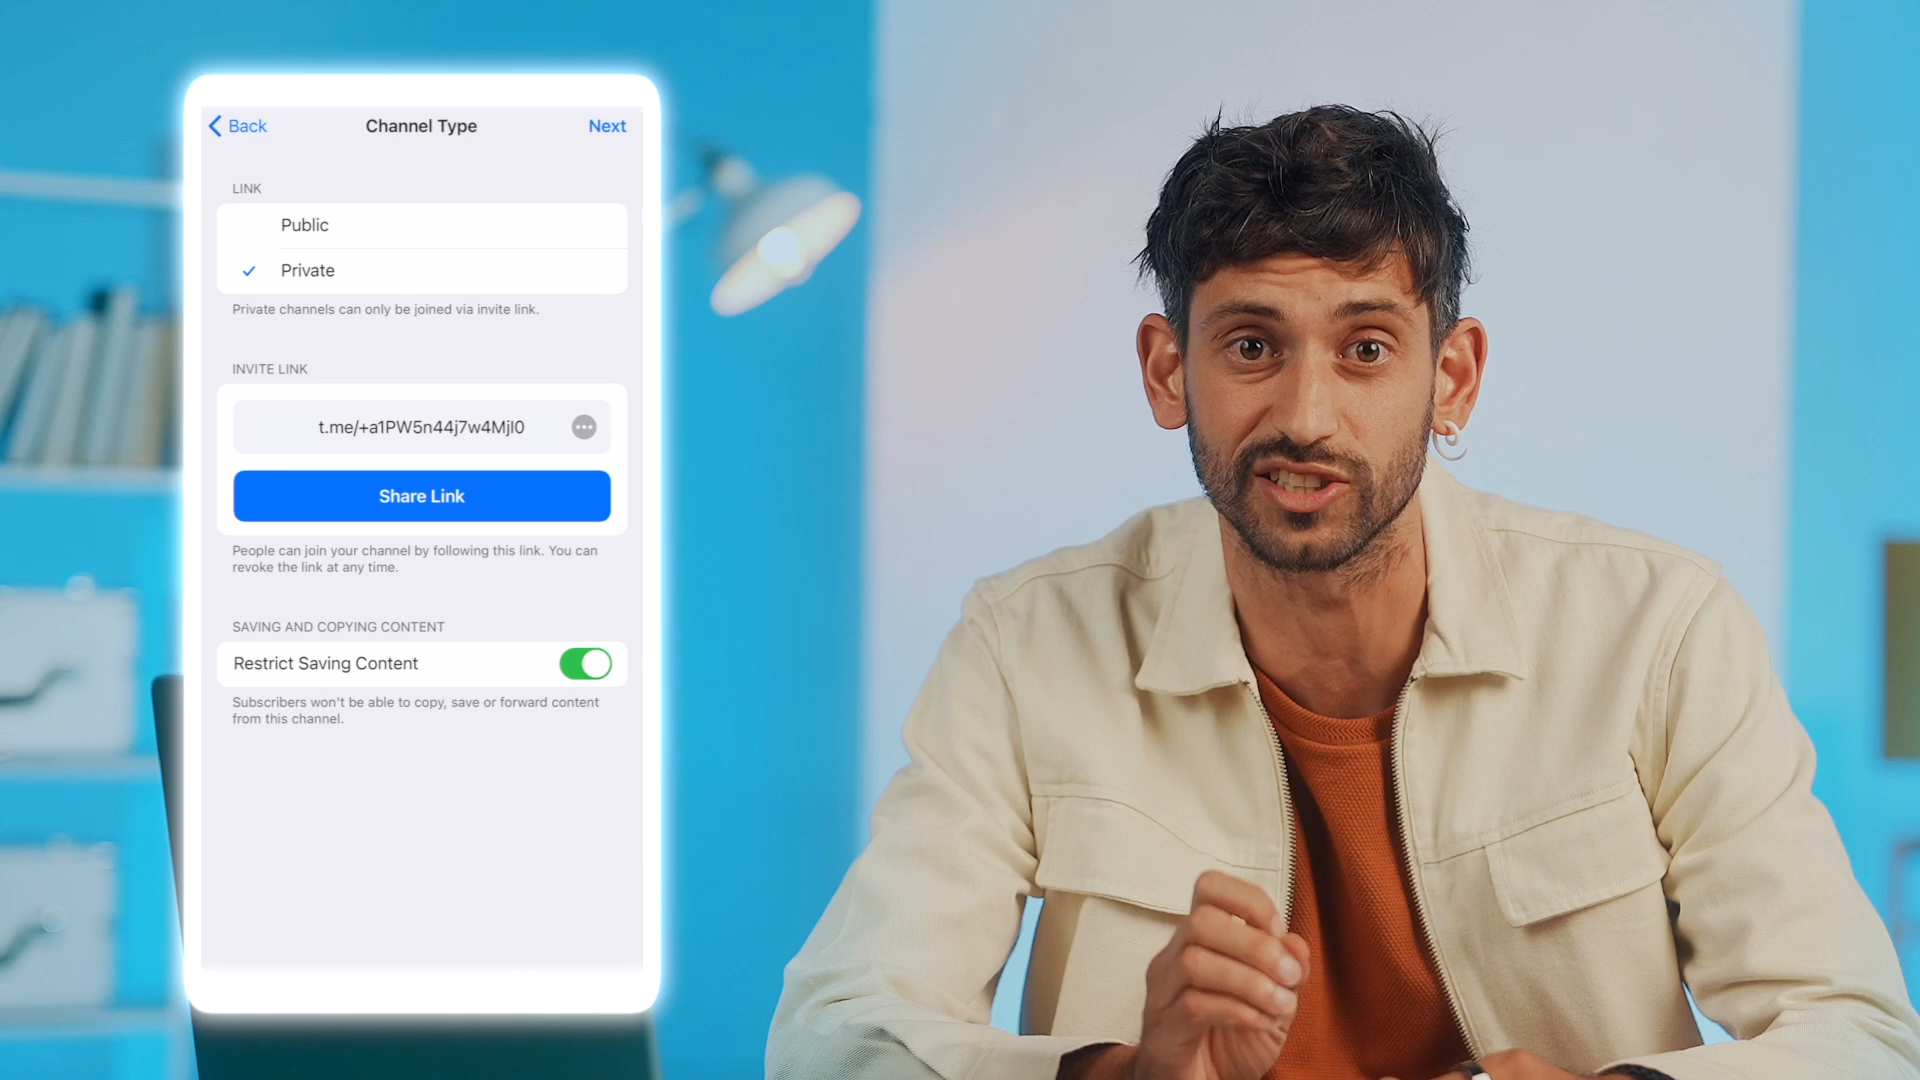 Back
Channel Type
Next
LINK
Public
Private
Private channels can only be joined via invite link.
INVITE LINK
t.me/+a1PW5n44j7w4MjI0
Share Link
People can join your channel by following this link. You can
revoke the link at any time.
SAVING AND COPYING CONTENT
Restrict Saving Content
Subscribers won't be able to copy, save or forward content
from this channel.